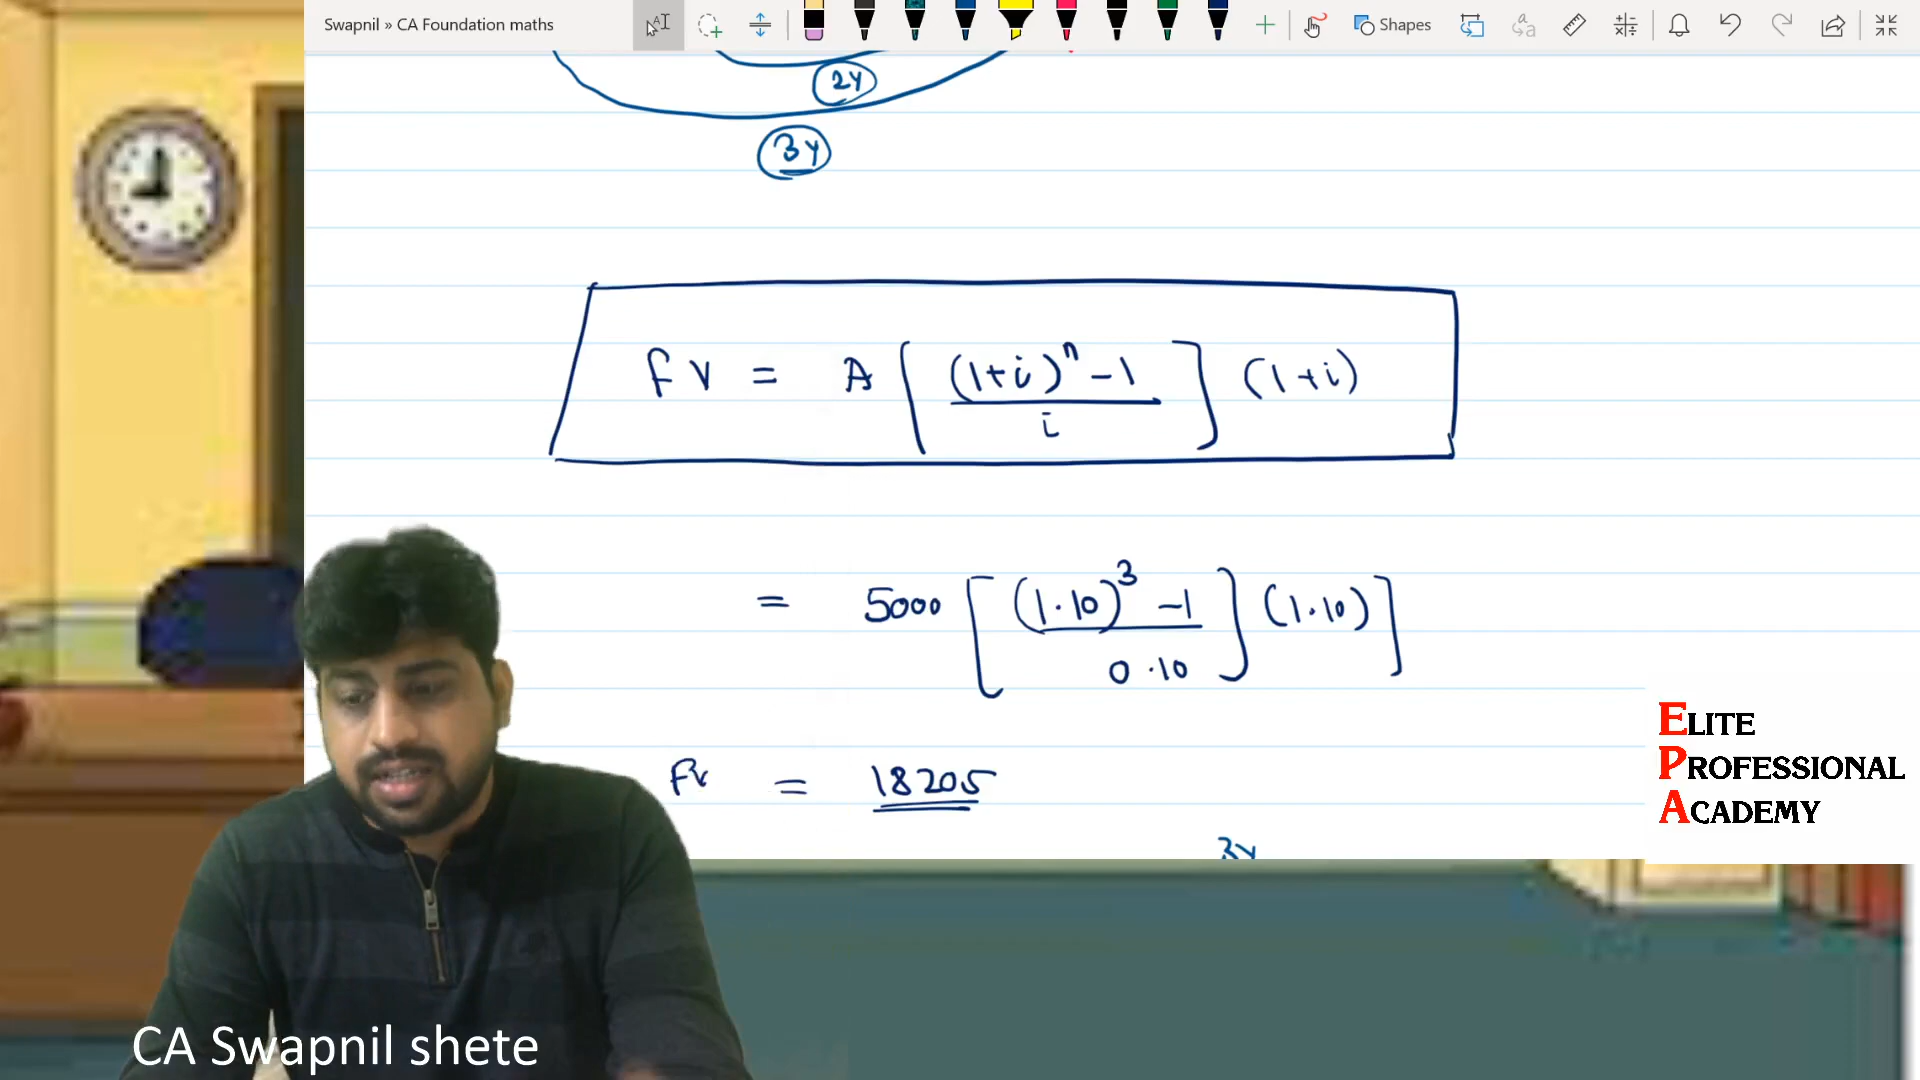 Swapnil » CA Foundation maths
Shapes
2Y
3Y
FV = A [ (1+i)^n - 1 / i ] (1+i)
= 5000 [ (1.10)^3 - 1 / 0.10 ] (1.10) ]
FV = 18205
3Y
ELITE
PROFESSIONAL
ACADEMY
CA Swapnil shete